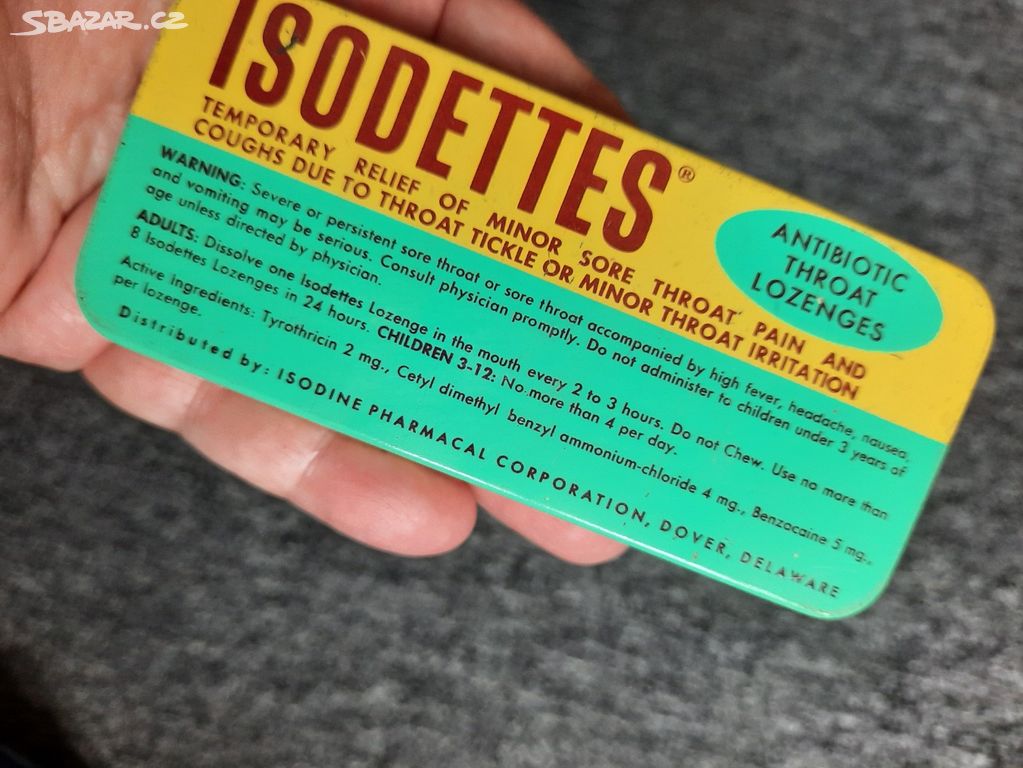 SBAZAR.CZ
ISODETTES®
TEMPORARY RELIEF OF MINOR SORE THROAT PAIN AND
COUGHS DUE TO THROAT TICKLE OR MINOR THROAT IRRITATION
ANTIBIOTIC
THROAT
LOZENGES
WARNING: Severe or persistent sore throat or sore throat accompanied by high fever, headache, nausea,
and vomiting may be serious. Consult physician promptly. Do not administer to children under 3 years of
age unless directed by physician.
ADULTS: Dissolve one Isodettes Lozenge in the mouth every 2 to 3 hours. Do not Chew. Use no more than
8 Isodettes Lozenges in 24 hours. CHILDREN 3-12: No more than 4 per day.
Active Ingredients: Tyrothricin 2 mg., Cetyl dimethyl benzyl ammonium-chloride 4 mg., Benzocaine 5 mg.,
per lozenge.
Distributed by: ISODINE PHARMACAL CORPORATION, DOVER, DELAWARE